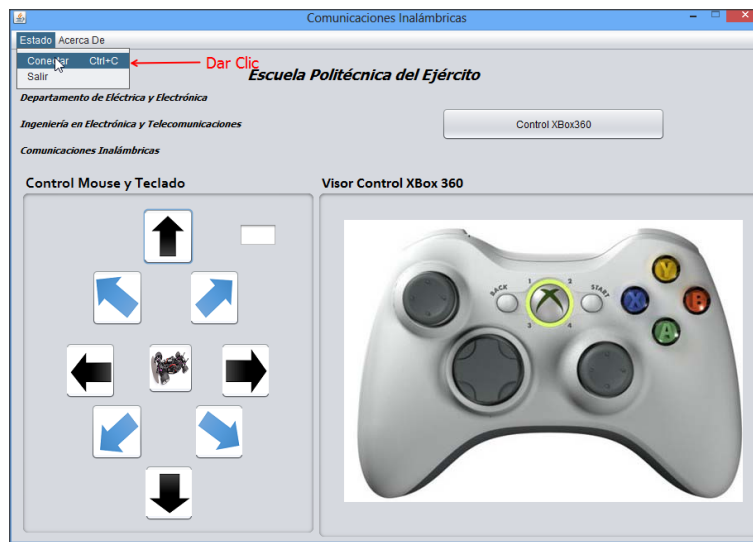 Comunicaciones Inalámbricas
Estado Acerca De
Conectar Ctrl+C
Dar Clic
Salir
Escuela Politécnica del Ejército
Departamento de Eléctrica y Electrónica
Ingeniería en Electrónica y Telecomunicaciones
Control XBox360
Comunicaciones Inalámbricas
Control Mouse y Teclado
Visor Control XBox 360
BACK
1
2
START
3
4
Y
X
B
A